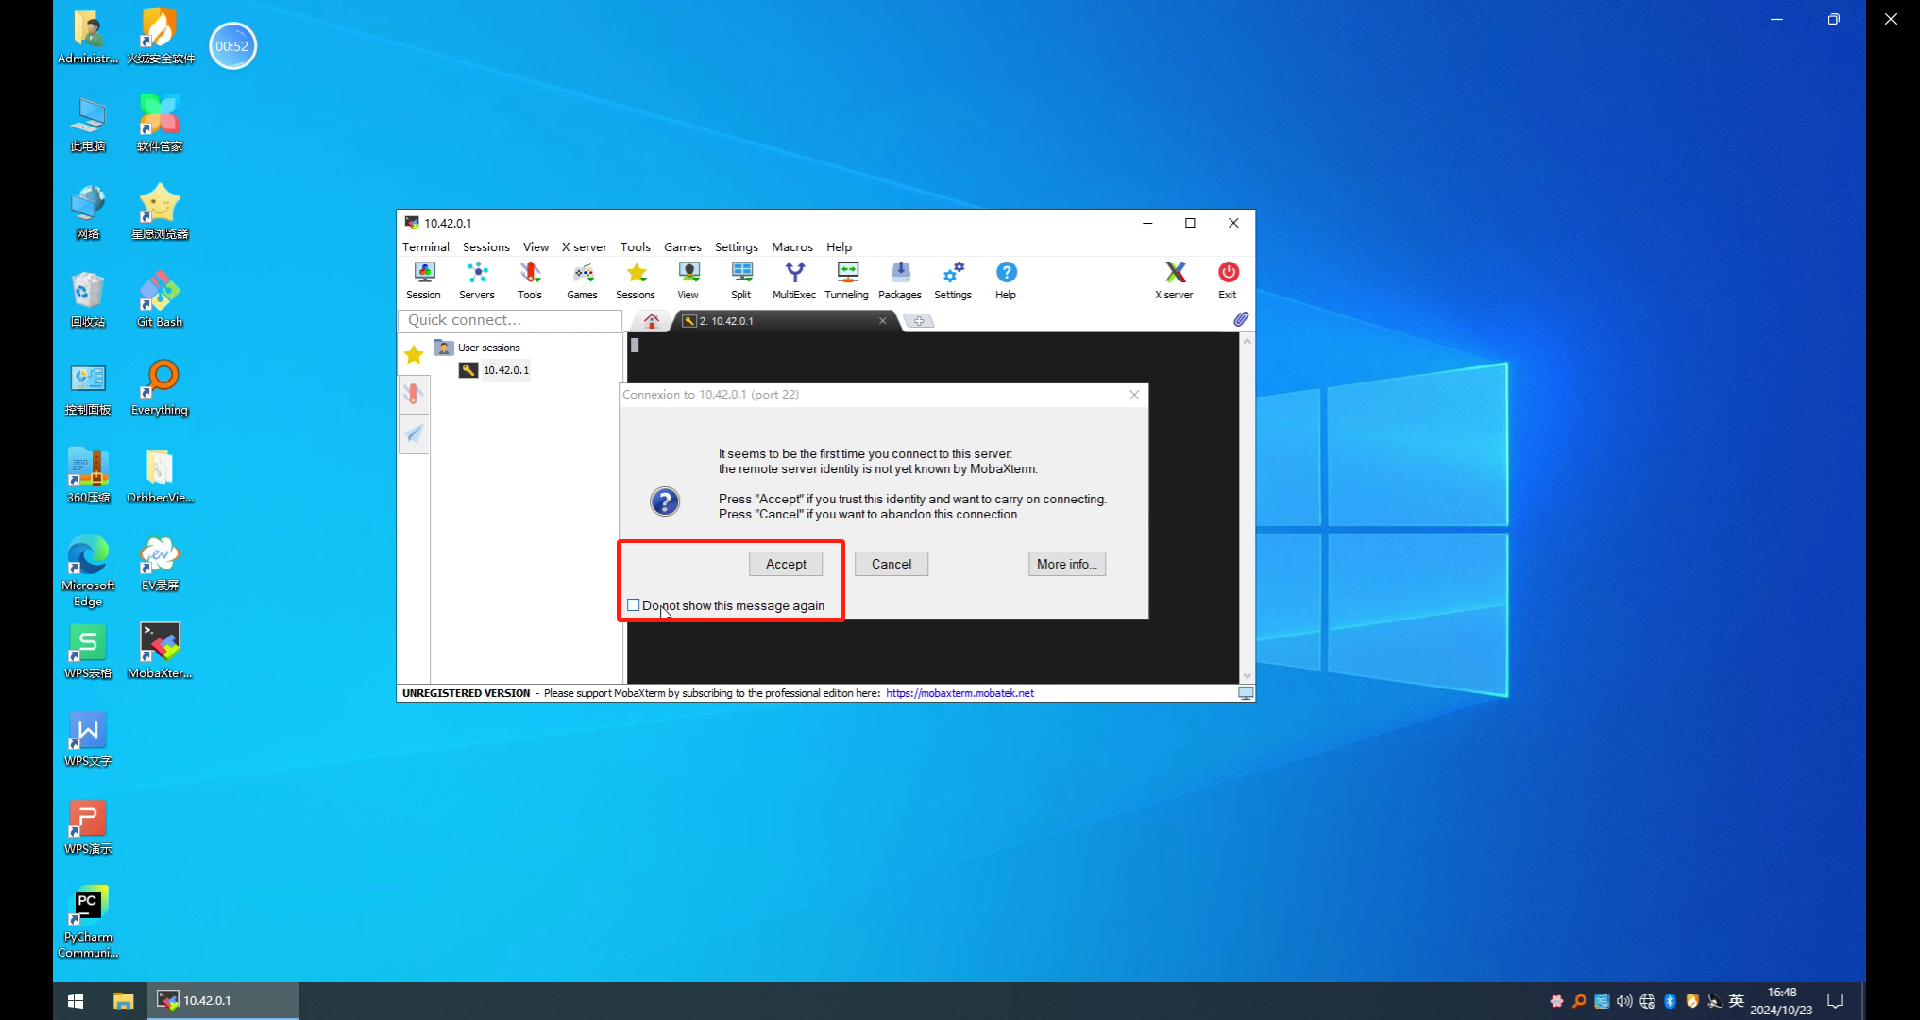 Administr...
火绒安全软件
00:52
此电脑
软件管家
网络
星愿浏览器
回收站
Git Bash
控制面板
Everything
360压缩
OrbbecVie...
Microsoft
Edge
EV录屏
WPS表格
MobaXter...
WPS文字
WPS演示
PyCharm
Communi...
10.42.0.1
Terminal Sessions View X server Tools Games Settings Macros Help
Session Servers Tools Games Sessions View Split MultiExec Tunneling Packages Settings Help X server Exit
Quick connect...
2. 10.42.0.1
User sessions
10.42.0.1
Connexion to 10.42.0.1 (port 22)
It seems to be the first time you connect to this server:
the remote server identity is not yet known by MobaXterm.
Press "Accept" if you trust this identity and want to carry on connecting.
Press "Cancel" if you want to abandon this connection
Accept Cancel More info...
Do not show this message again
UNREGISTERED VERSION - Please support MobaXterm by subscribing to the professional edition here: https://mobaxterm.mobatek.net
10.42.0.1
英
16:48
2024/10/23